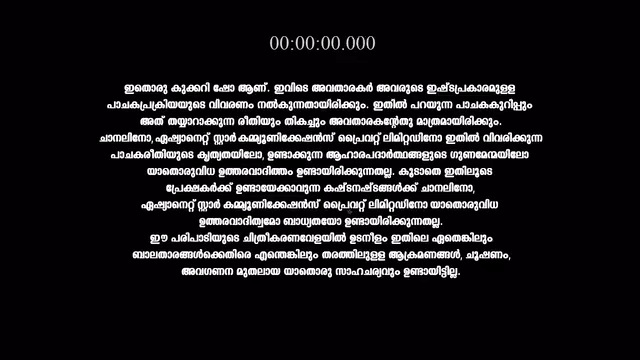 00:00:00.000
ഇതൊരു കുക്കറി ഷോ ആണ്. ഇവിടെ അവതാരകർ അവരുടെ ഇഷ്ടപ്രകാരമുള്ള
പാചകപ്രക്രിയയുടെ വിവരണം നൽകുന്നതായിരിക്കും. ഇതിൽ പറയുന്ന പാചകകുറിപ്പും
അത് തയ്യാറാക്കുന്ന രീതിയും തികച്ചും അവതാരകന്റേതു മാത്രമായിരിക്കും.
ചാനലിനോ, ഏഷ്യാനെറ്റ് സ്റ്റാർ കമ്മ്യൂണിക്കേഷൻസ് പ്രൈവറ്റ് ലിമിറ്റഡിനോ ഇതിൽ വിവരിക്കുന്ന
പാചകരീതിയുടെ കൃത്യതയിലോ, ഉണ്ടാക്കുന്ന ആഹാരപദാർത്ഥങ്ങളുടെ ഗുണമേന്മയിലോ
യാതൊരുവിധ ഉത്തരവാദിത്തം ഉണ്ടായിരിക്കുന്നതല്ല. കൂടാതെ ഇതിലൂടെ
പ്രേക്ഷകർക്ക് ഉണ്ടായേക്കാവുന്ന കഷ്ടനഷ്ടങ്ങൾക്ക് ചാനലിനോ,
ഏഷ്യാനെറ്റ് സ്റ്റാർ കമ്മ്യൂണിക്കേഷൻസ് പ്രൈവറ്റ് ലിമിറ്റഡിനോ യാതൊരുവിധ
ഉത്തരവാദിത്വമോ ബാധ്യതയോ ഉണ്ടായിരിക്കുന്നതല്ല.
ഈ പരിപാടിയുടെ ചിത്രീകരണവേളയിൽ ഉടനീളം ഇതിലെ ഏതെങ്കിലും
ബാലതാരങ്ങൾക്കെതിരെ എന്തെങ്കിലും തരത്തിലുള്ള ആക്രമണങ്ങൾ, ചൂഷണം,
അവഗണന മുതലായ യാതൊരു സാഹചര്യവും ഉണ്ടായിട്ടില്ല.